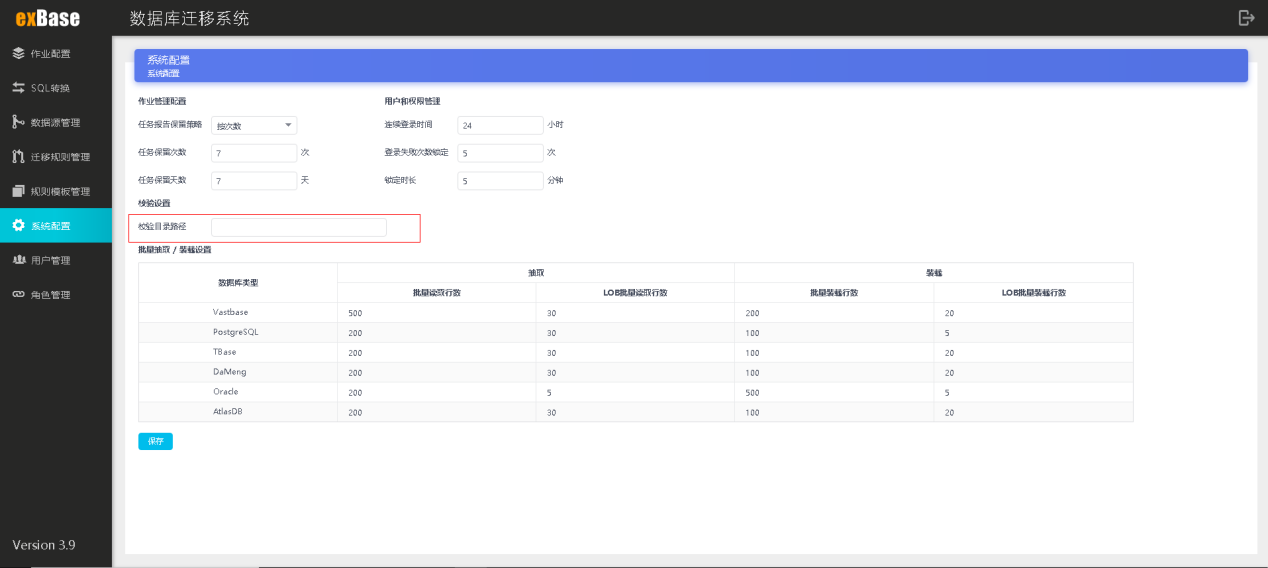 exBase
数据库迁移系统
作业配置
SQL转换
数据源管理
迁移规则管理
规则模板管理
系统配置
用户管理
角色管理
Version 3.9
系统配置
系统配置
作业管理配置 用户和权限管理
任务报告保留策略 按次数 连续登录时间 24 小时
任务保留次数 7 次 登录失败次数锁定 5 次
任务保留天数 7 天 锁定时长 5 分钟
校验设置
校验目录路径
批量抽取 / 装载设置
数据库类型 抽取 装载
批量读取行数 LOB批量读取行数 批量装载行数 LOB批量装载行数
Vastbase 500 30 200 20
PostgreSQL 200 30 100 5
TBase 200 30 100 20
DaMeng 200 30 100 20
Oracle 200 5 500 5
AtlasDB 200 30 100 20
保存